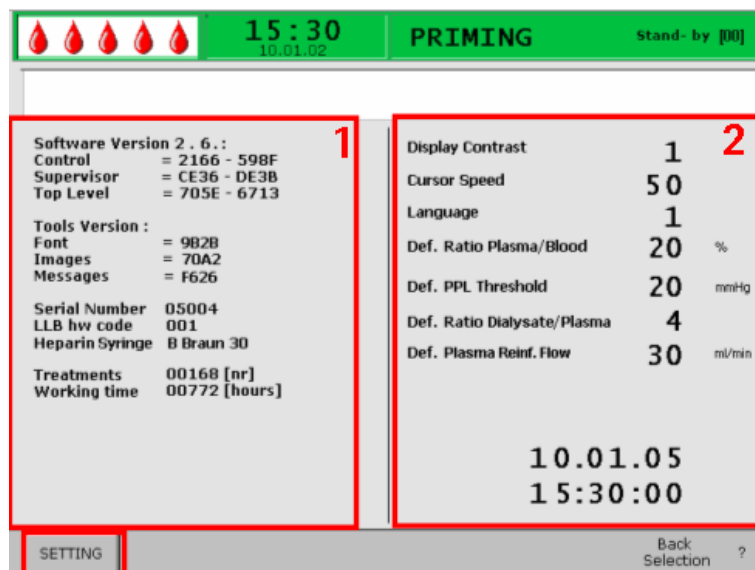 15:30
10.01.02
PRIMING
Stand- by [00]
1
Software Version 2 . 6 . :
Control = 2166 - 598F
Supervisor = CE36 - DE3B
Top Level = 705E - 6713
Tools Version :
Font = 9B2B
Images = 70A2
Messages = F626
Serial Number 05004
LLB hw code 001
Heparin Syringe B Braun 30
Treatments 00168 [nr]
Working time 00772 [hours]
2
Display Contrast 1
Cursor Speed 50
Language 1
Def. Ratio Plasma/Blood 20 %
Def. PPL Threshold 20 mmHg
Def. Ratio Dialysate/Plasma 4
Def. Plasma Reinf. Flow 30 ml/min
10.01.05
15:30:00
SETTING
Back
Selection
?